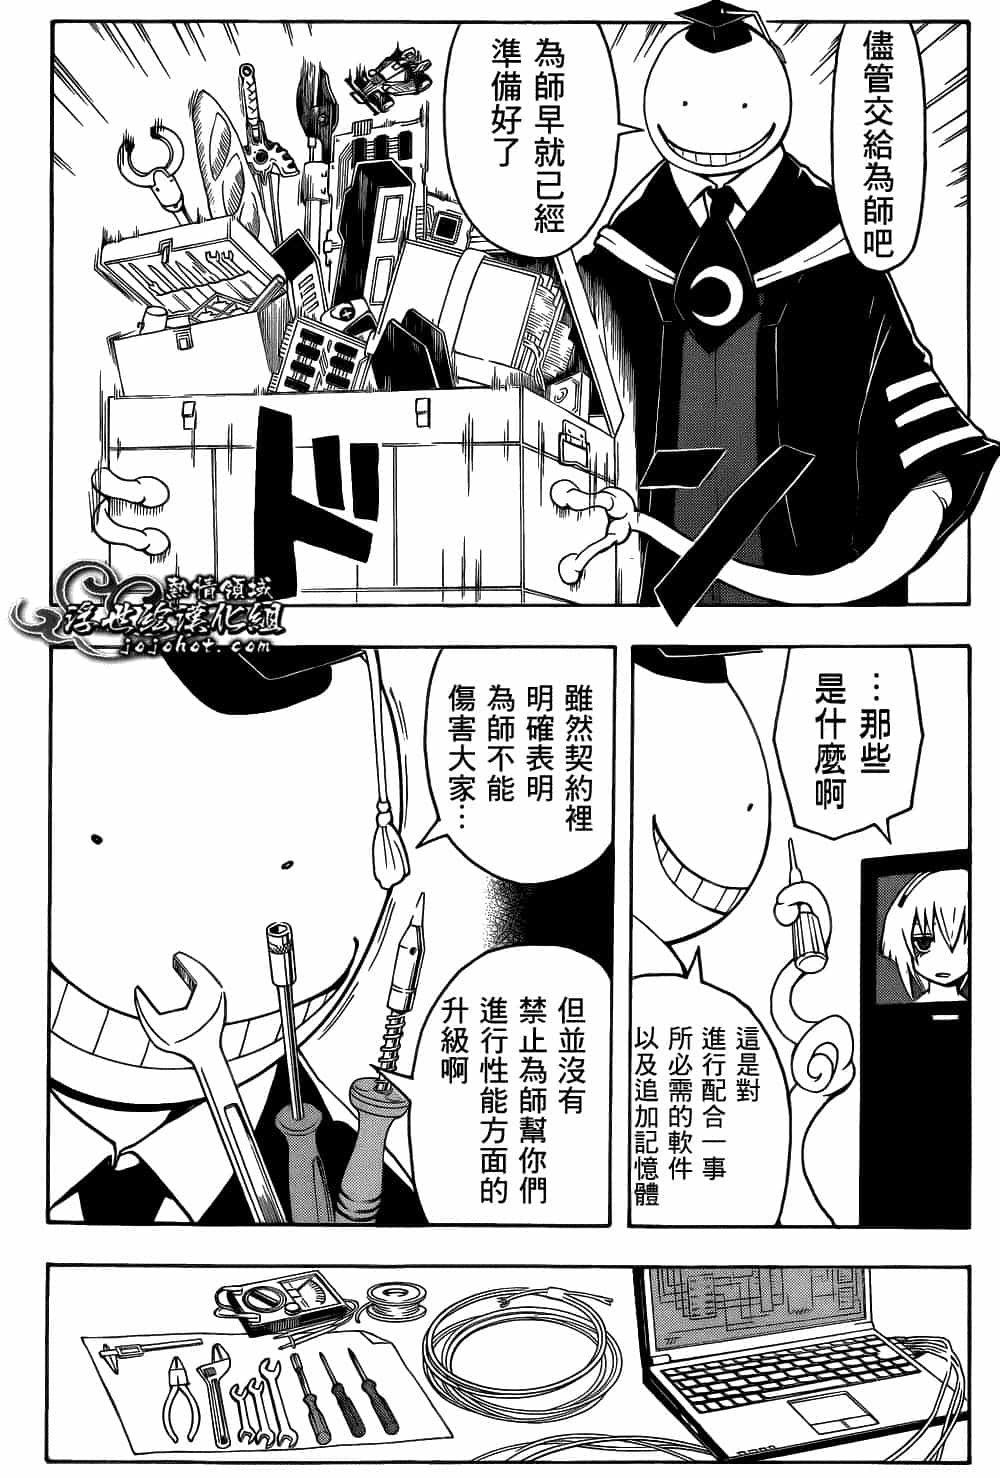 儘管交給為師吧
為師早就已經
準備好了
ドン
熱情領域
浮世绘漢化組
jojohot.com
…那些
是什麼啊
這是對
進行配合一事
所必需的軟件
以及追加記憶體
雖然契約裡
明確表明
為師不能
傷害大家…
但並沒有
禁止為師幫你們
進行性能方面的
升級啊